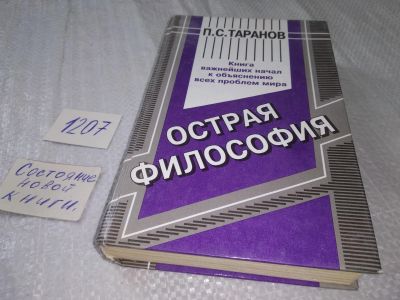 П.С.ТАРАНОВ
Книга
важнейших начал
к объяснению
всех проблем мира
ОСТРАЯ
ФИЛОСОФИЯ
1207
Состояние
новой
книги.